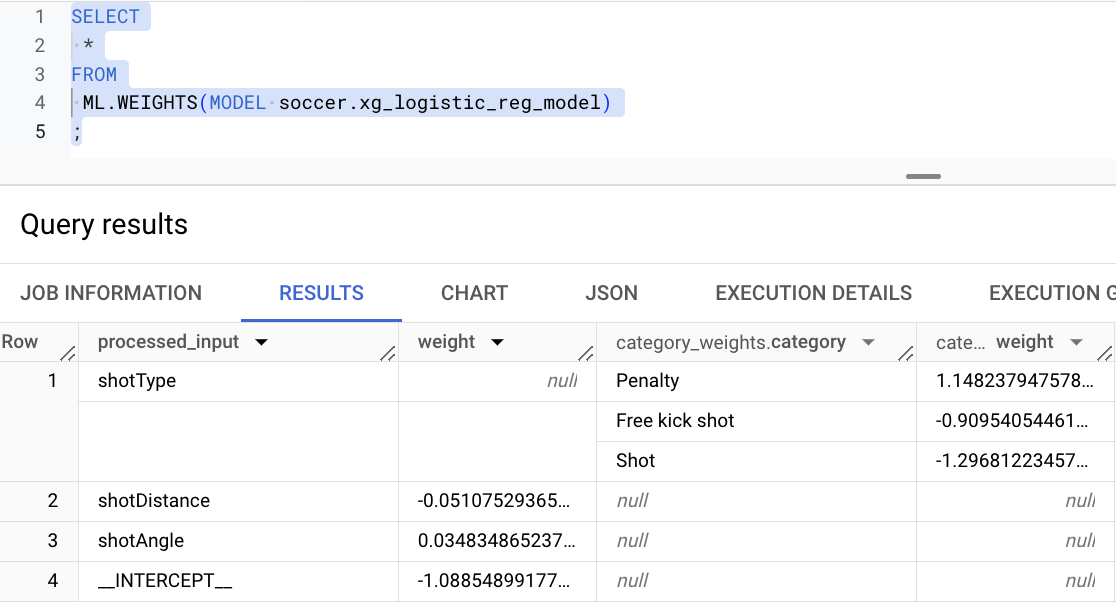 1 SELECT
2 *
3 FROM
4 ML.WEIGHTS(MODEL soccer.xg_logistic_reg_model)
5 ;
Query results
JOB INFORMATION RESULTS CHART JSON EXECUTION DETAILS EXECUTION G
Row processed_input weight category_weights.category cate... weight
1 shotType null Penalty 1.148237947578...
Free kick shot -0.90954054461...
Shot -1.29681223457...
2 shotDistance -0.05107529365... null null
3 shotAngle 0.034834865237... null null
4 __INTERCEPT__ -1.08854899177... null null